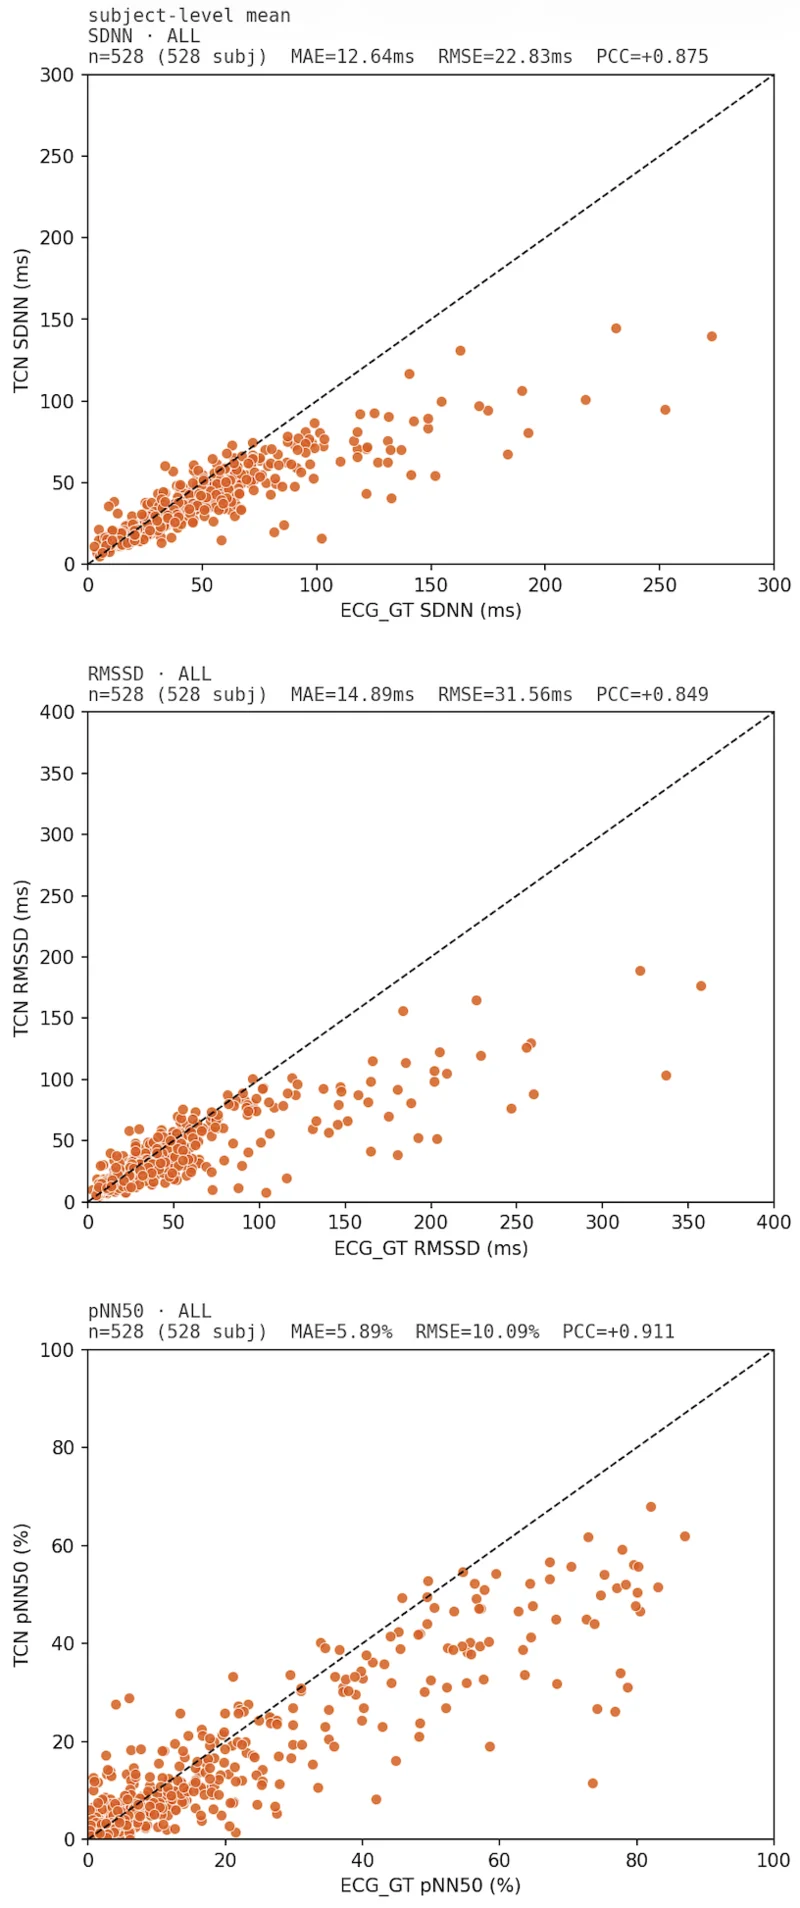 subject-level mean
SDNN · ALL
n=528 (528 subj)  MAE=12.64ms  RMSE=22.83ms  PCC=+0.875
300
250
200
150
100
50
0
TCN SDNN (ms)
0 50 100 150 200 250 300
ECG_GT SDNN (ms)
RMSSD · ALL
n=528 (528 subj)  MAE=14.89ms  RMSE=31.56ms  PCC=+0.849
400
350
300
250
200
150
100
50
0
TCN RMSSD (ms)
0 50 100 150 200 250 300 350 400
ECG_GT RMSSD (ms)
pNN50 · ALL
n=528 (528 subj)  MAE=5.89%  RMSE=10.09%  PCC=+0.911
100
80
60
40
20
0
TCN pNN50 (%)
0 20 40 60 80 100
ECG_GT pNN50 (%)